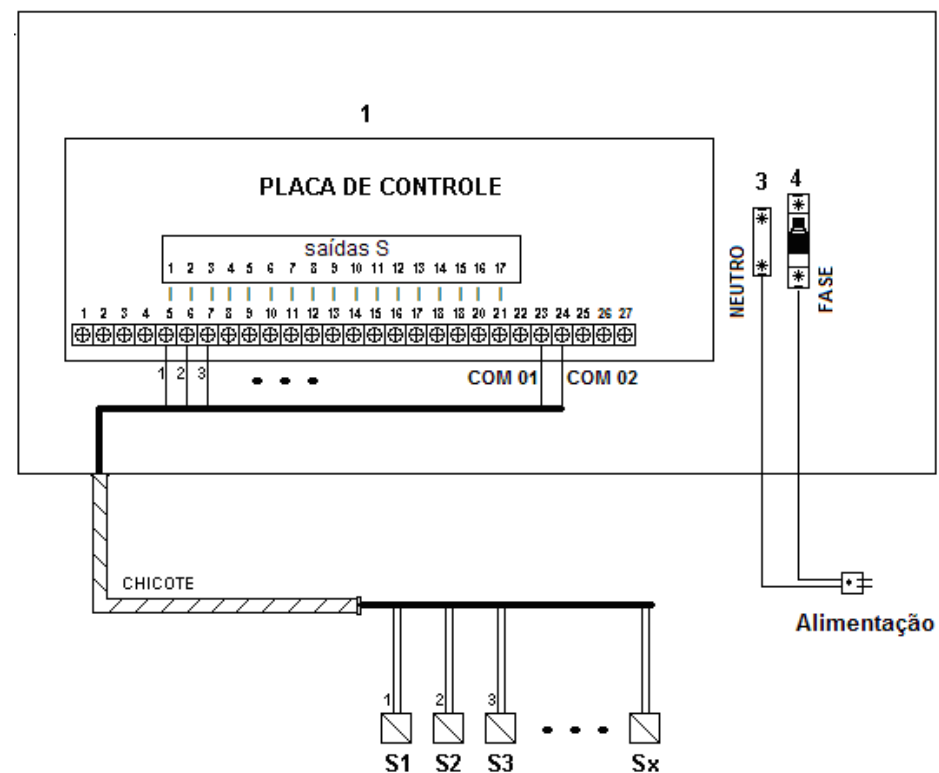 1
PLACA DE CONTROLE
saídas S
1 2 3 4 5 6 7 8 9 10 11 12 13 14 15 16 17
1 2 3 4 5 6 7 8 9 10 11 12 13 14 15 16 17 18 18 20 21 22 23 24 25 26 27
1 2 3
COM 01 COM 02
3 4
NEUTRO
FASE
CHICOTE
Alimentação
1 2 3
S1 S2 S3 Sx